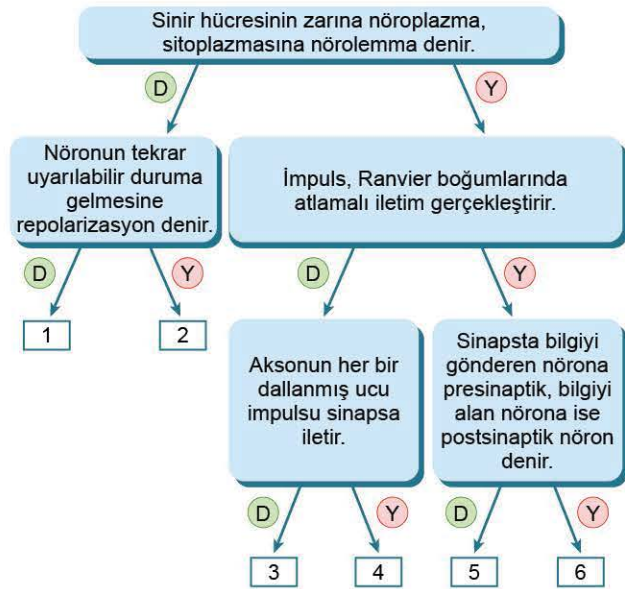 Sinir hücresinin zarına nöroplazma,
sitoplazmasına nörolemma denir.
D
Y
Nöronun tekrar
uyarılabilir duruma
gelmesine
repolarizasyon denir.
İmpuls, Ranvier boğumlarında
atlamalı iletim gerçekleştirir.
D
Y
D
Y
1
2
Aksonun her bir
dallanmış ucu
impulsu sinapsa
iletir.
Sinapsta bilgiyi
gönderen nörona
presinaptik, bilgiyi
alan nörona ise
postsinaptik nöron
denir.
D
Y
D
Y
3
4
5
6